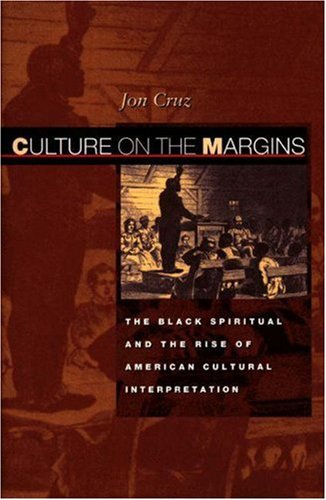 Jon Cruz
CULTURE ON THE MARGINS
THE BLACK SPIRITUAL
AND THE RISE OF
AMERICAN CULTURAL
INTERPRETATION